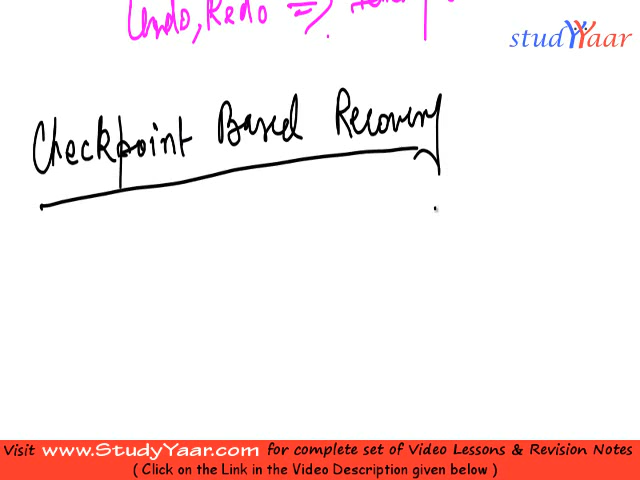 Undo, Redo =>
studYYaar
Checkpoint Based Recovery
Visit www.StudyYaar.com for complete set of Video Lessons & Revision Notes
( Click on the Link in the Video Description given below )